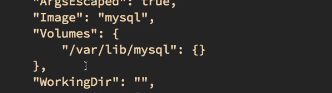 "ArgsEscaped": true,
"Image": "mysql",
"Volumes": {
"/var/lib/mysql": {}
},
"WorkingDir": "",